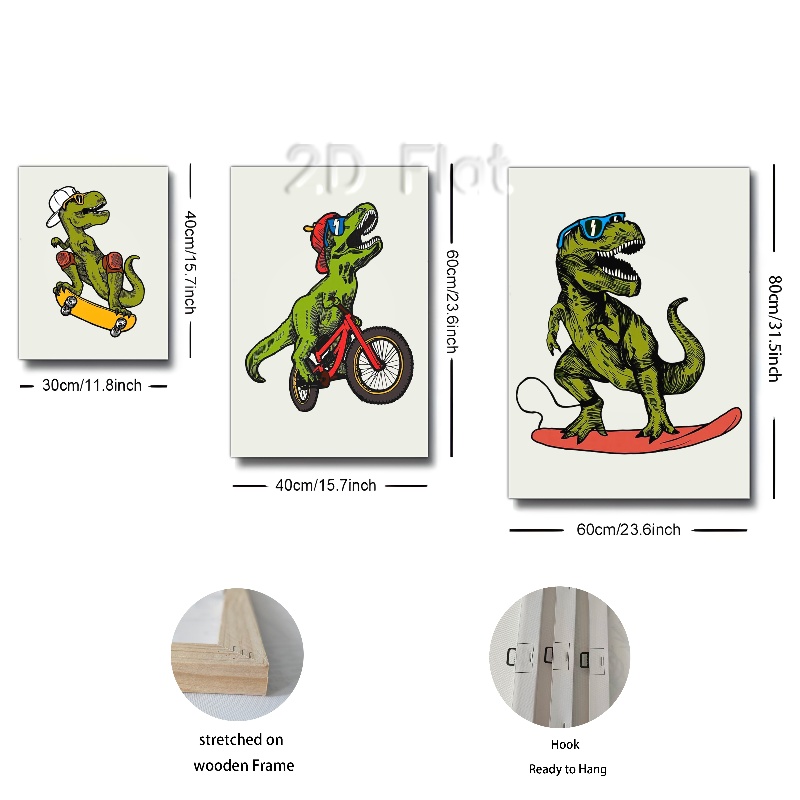 2D Flat
40cm/15.7inch
30cm/11.8inch
60cm/23.6inch
40cm/15.7inch
80cm/31.5inch
60cm/23.6inch
stretched on
wooden Frame
Hook
Ready to Hang